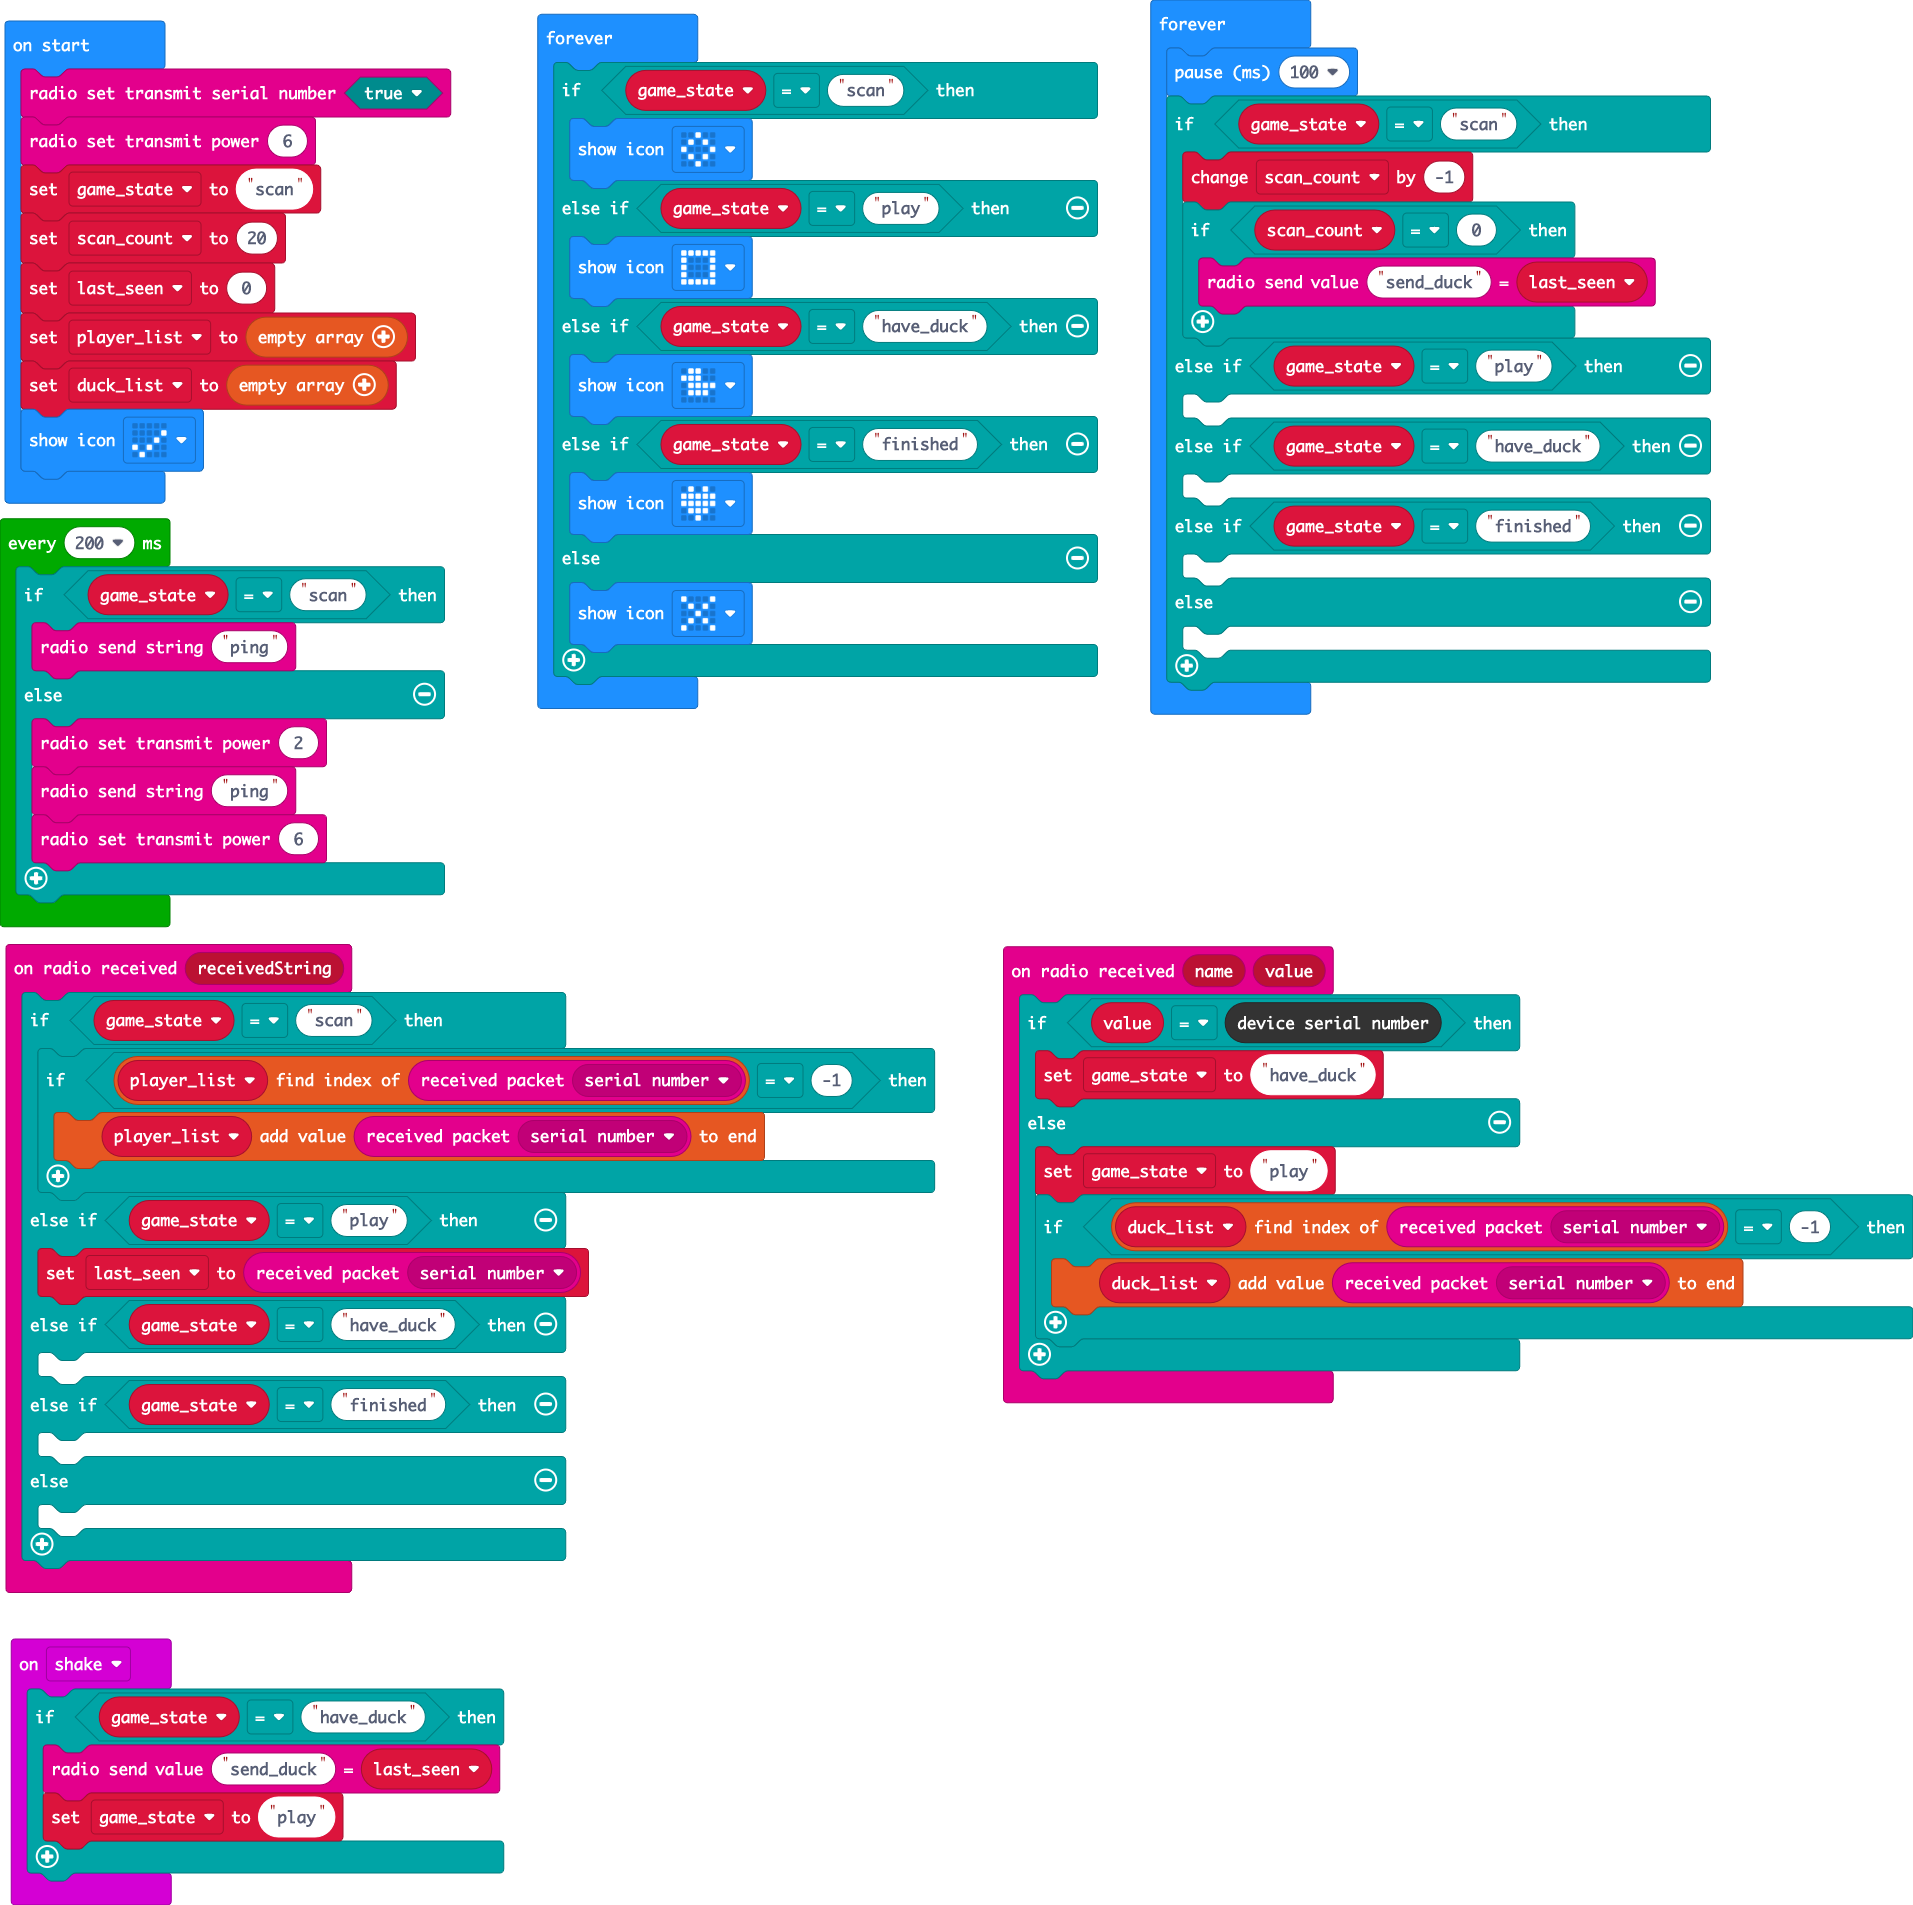 on start
radio set transmit serial number true
radio set transmit power 6
set game_state to "scan"
set scan_count to 20
set last_seen to 0
set player_list to empty array
set duck_list to empty array
show icon
every 200 ms
if game_state = "scan" then
radio send string "ping"
else
radio set transmit power 2
radio send string "ping"
radio set transmit power 6
forever
if game_state = "scan" then
show icon
else if game_state = "play" then
show icon
else if game_state = "have_duck" then
show icon
else if game_state = "finished" then
show icon
else
show icon
forever
pause (ms) 100
if game_state = "scan" then
change scan_count by -1
if scan_count = 0 then
radio send value "send_duck" = last_seen
else if game_state = "play" then
else if game_state = "have_duck" then
else if game_state = "finished" then
else
on radio received receivedString
if game_state = "scan" then
if player_list find index of received packet serial number = -1 then
player_list add value received packet serial number to end
else if game_state = "play" then
set last_seen to received packet serial number
else if game_state = "have_duck" then
else if game_state = "finished" then
else
on radio received name value
if value = device serial number then
set game_state to "have_duck"
else
set game_state to "play"
if duck_list find index of received packet serial number = -1 then
duck_list add value received packet serial number to end
on shake
if game_state = "have_duck" then
radio send value "send_duck" = last_seen
set game_state to "play"